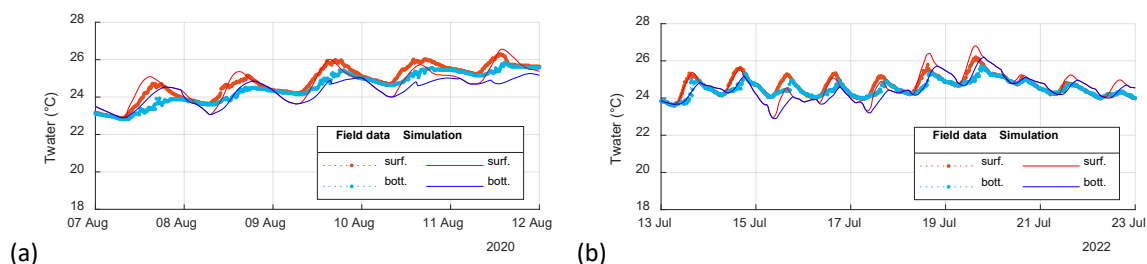 28
26
24
22
20
18
Twater (°C)
Field data Simulation
surf. surf.
bott. bott.
07 Aug 08 Aug 09 Aug 10 Aug 11 Aug 12 Aug
2020
(a)
28
26
24
22
20
18
Twater (°C)
Field data Simulation
surf. surf.
bott. bott.
13 Jul 15 Jul 17 Jul 19 Jul 21 Jul 23 Jul
2022
(b)